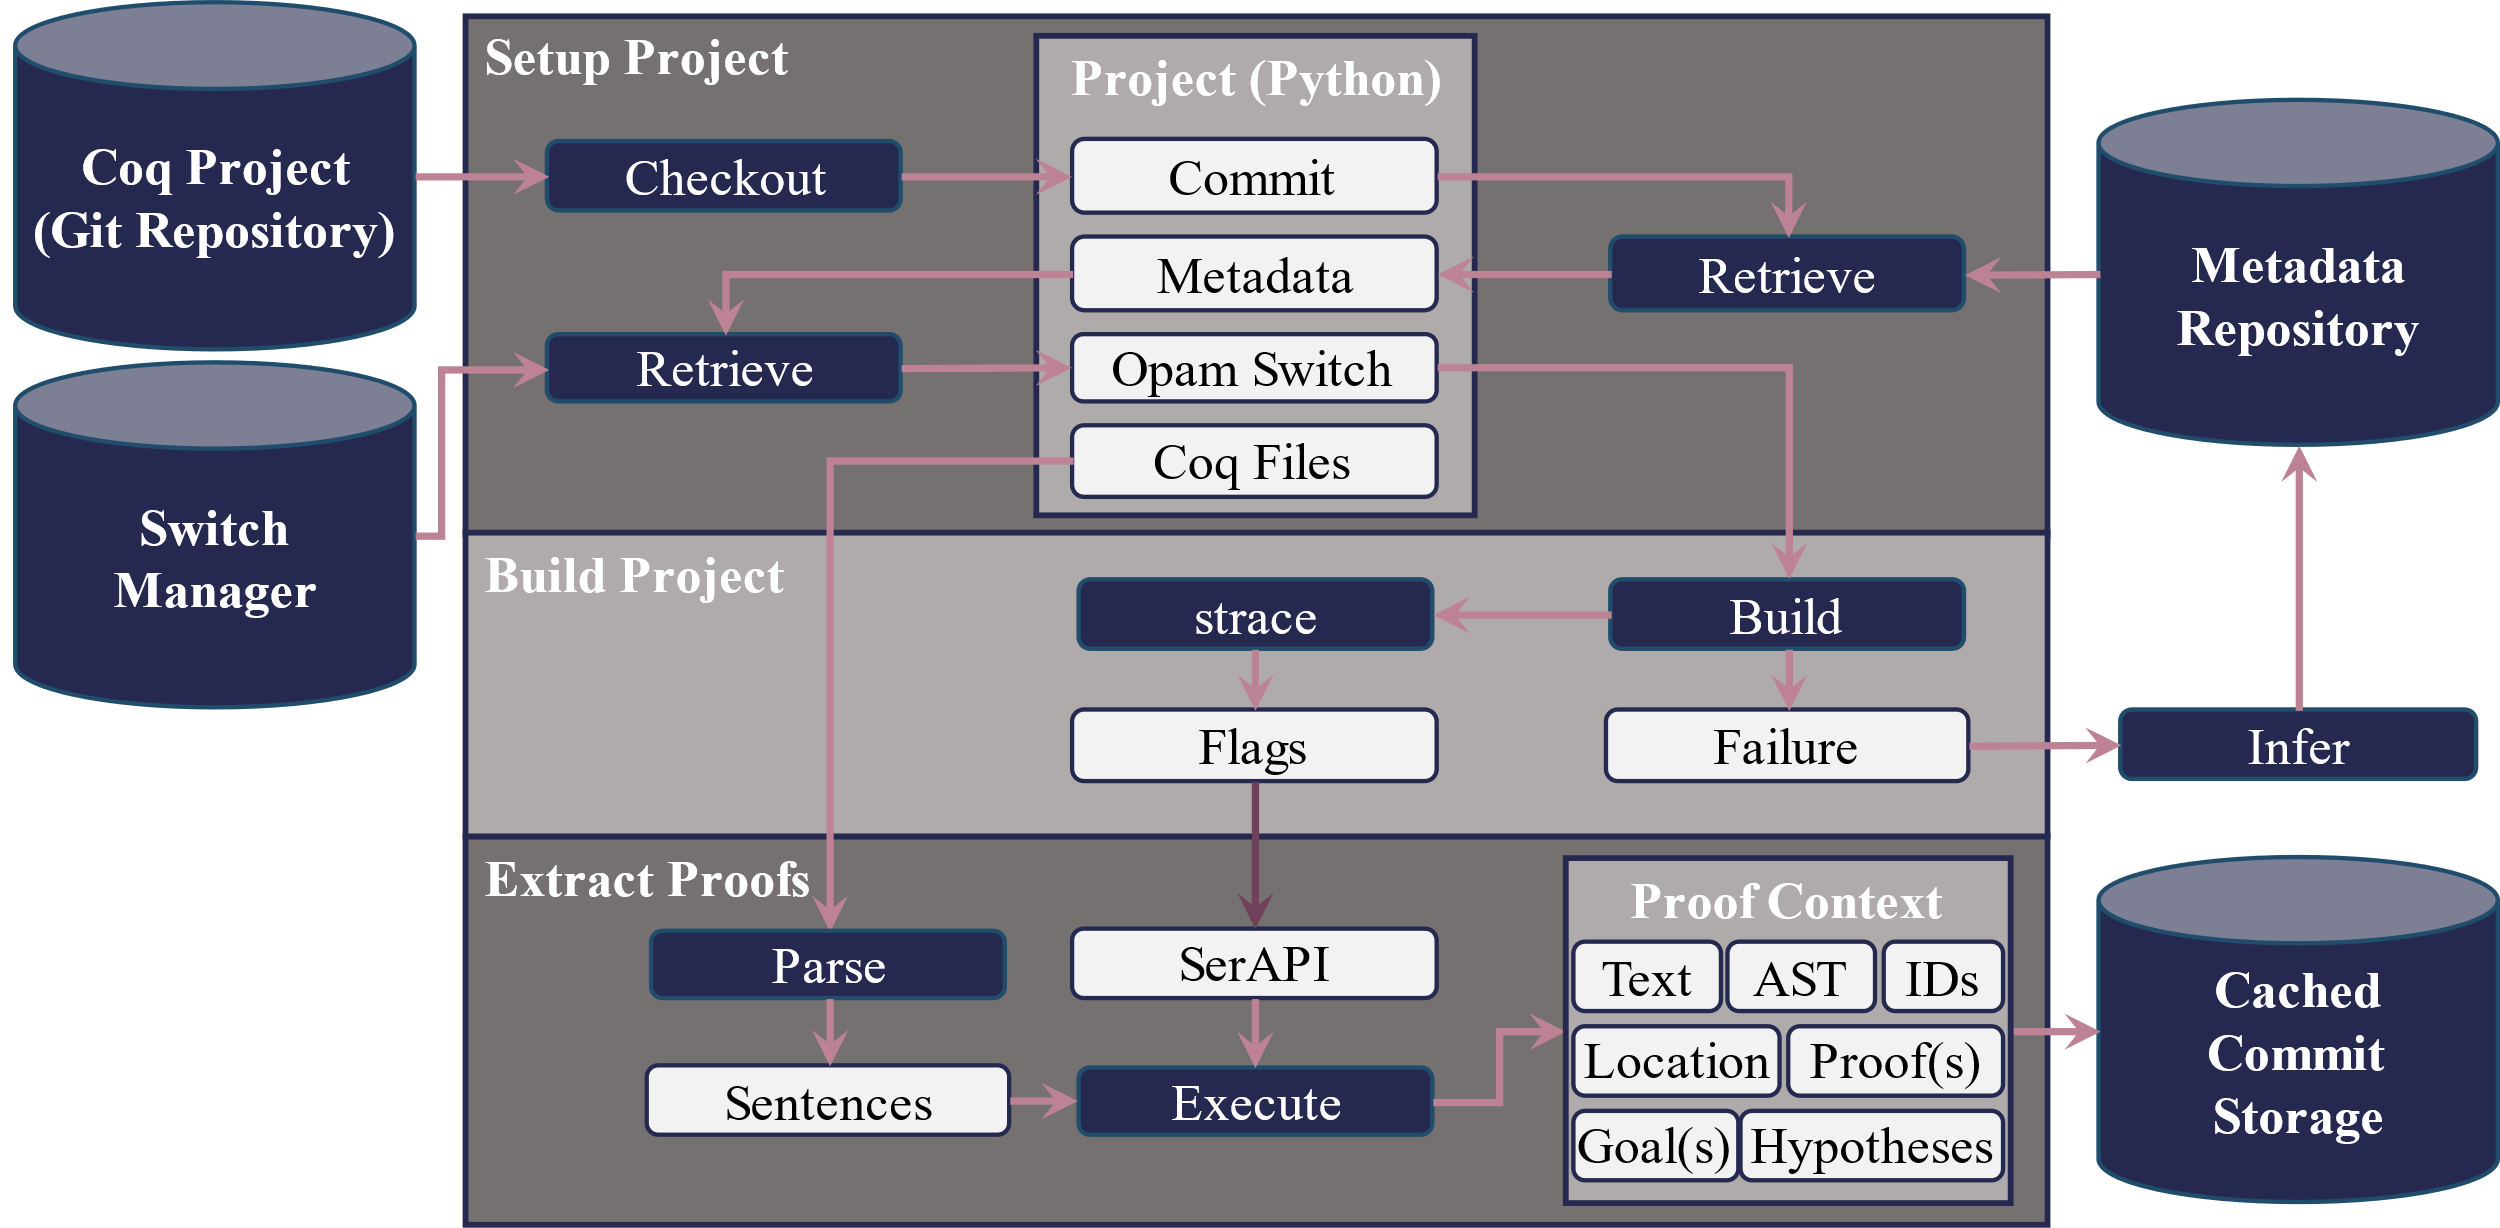 Coq Project
(Git Repository)
Switch
Manager
Setup Project
Project (Python)
Checkout
Commit
Metadata
Retrieve
Retrieve
Opam Switch
Coq Files
Metadata
Repository
Build Project
strace
Build
Flags
Failure
Infer
Extract Proofs
Parse
SerAPI
Sentences
Execute
Proof Context
Text
AST
IDs
Location
Proof(s)
Goal(s)
Hypotheses
Cached
Commit
Storage